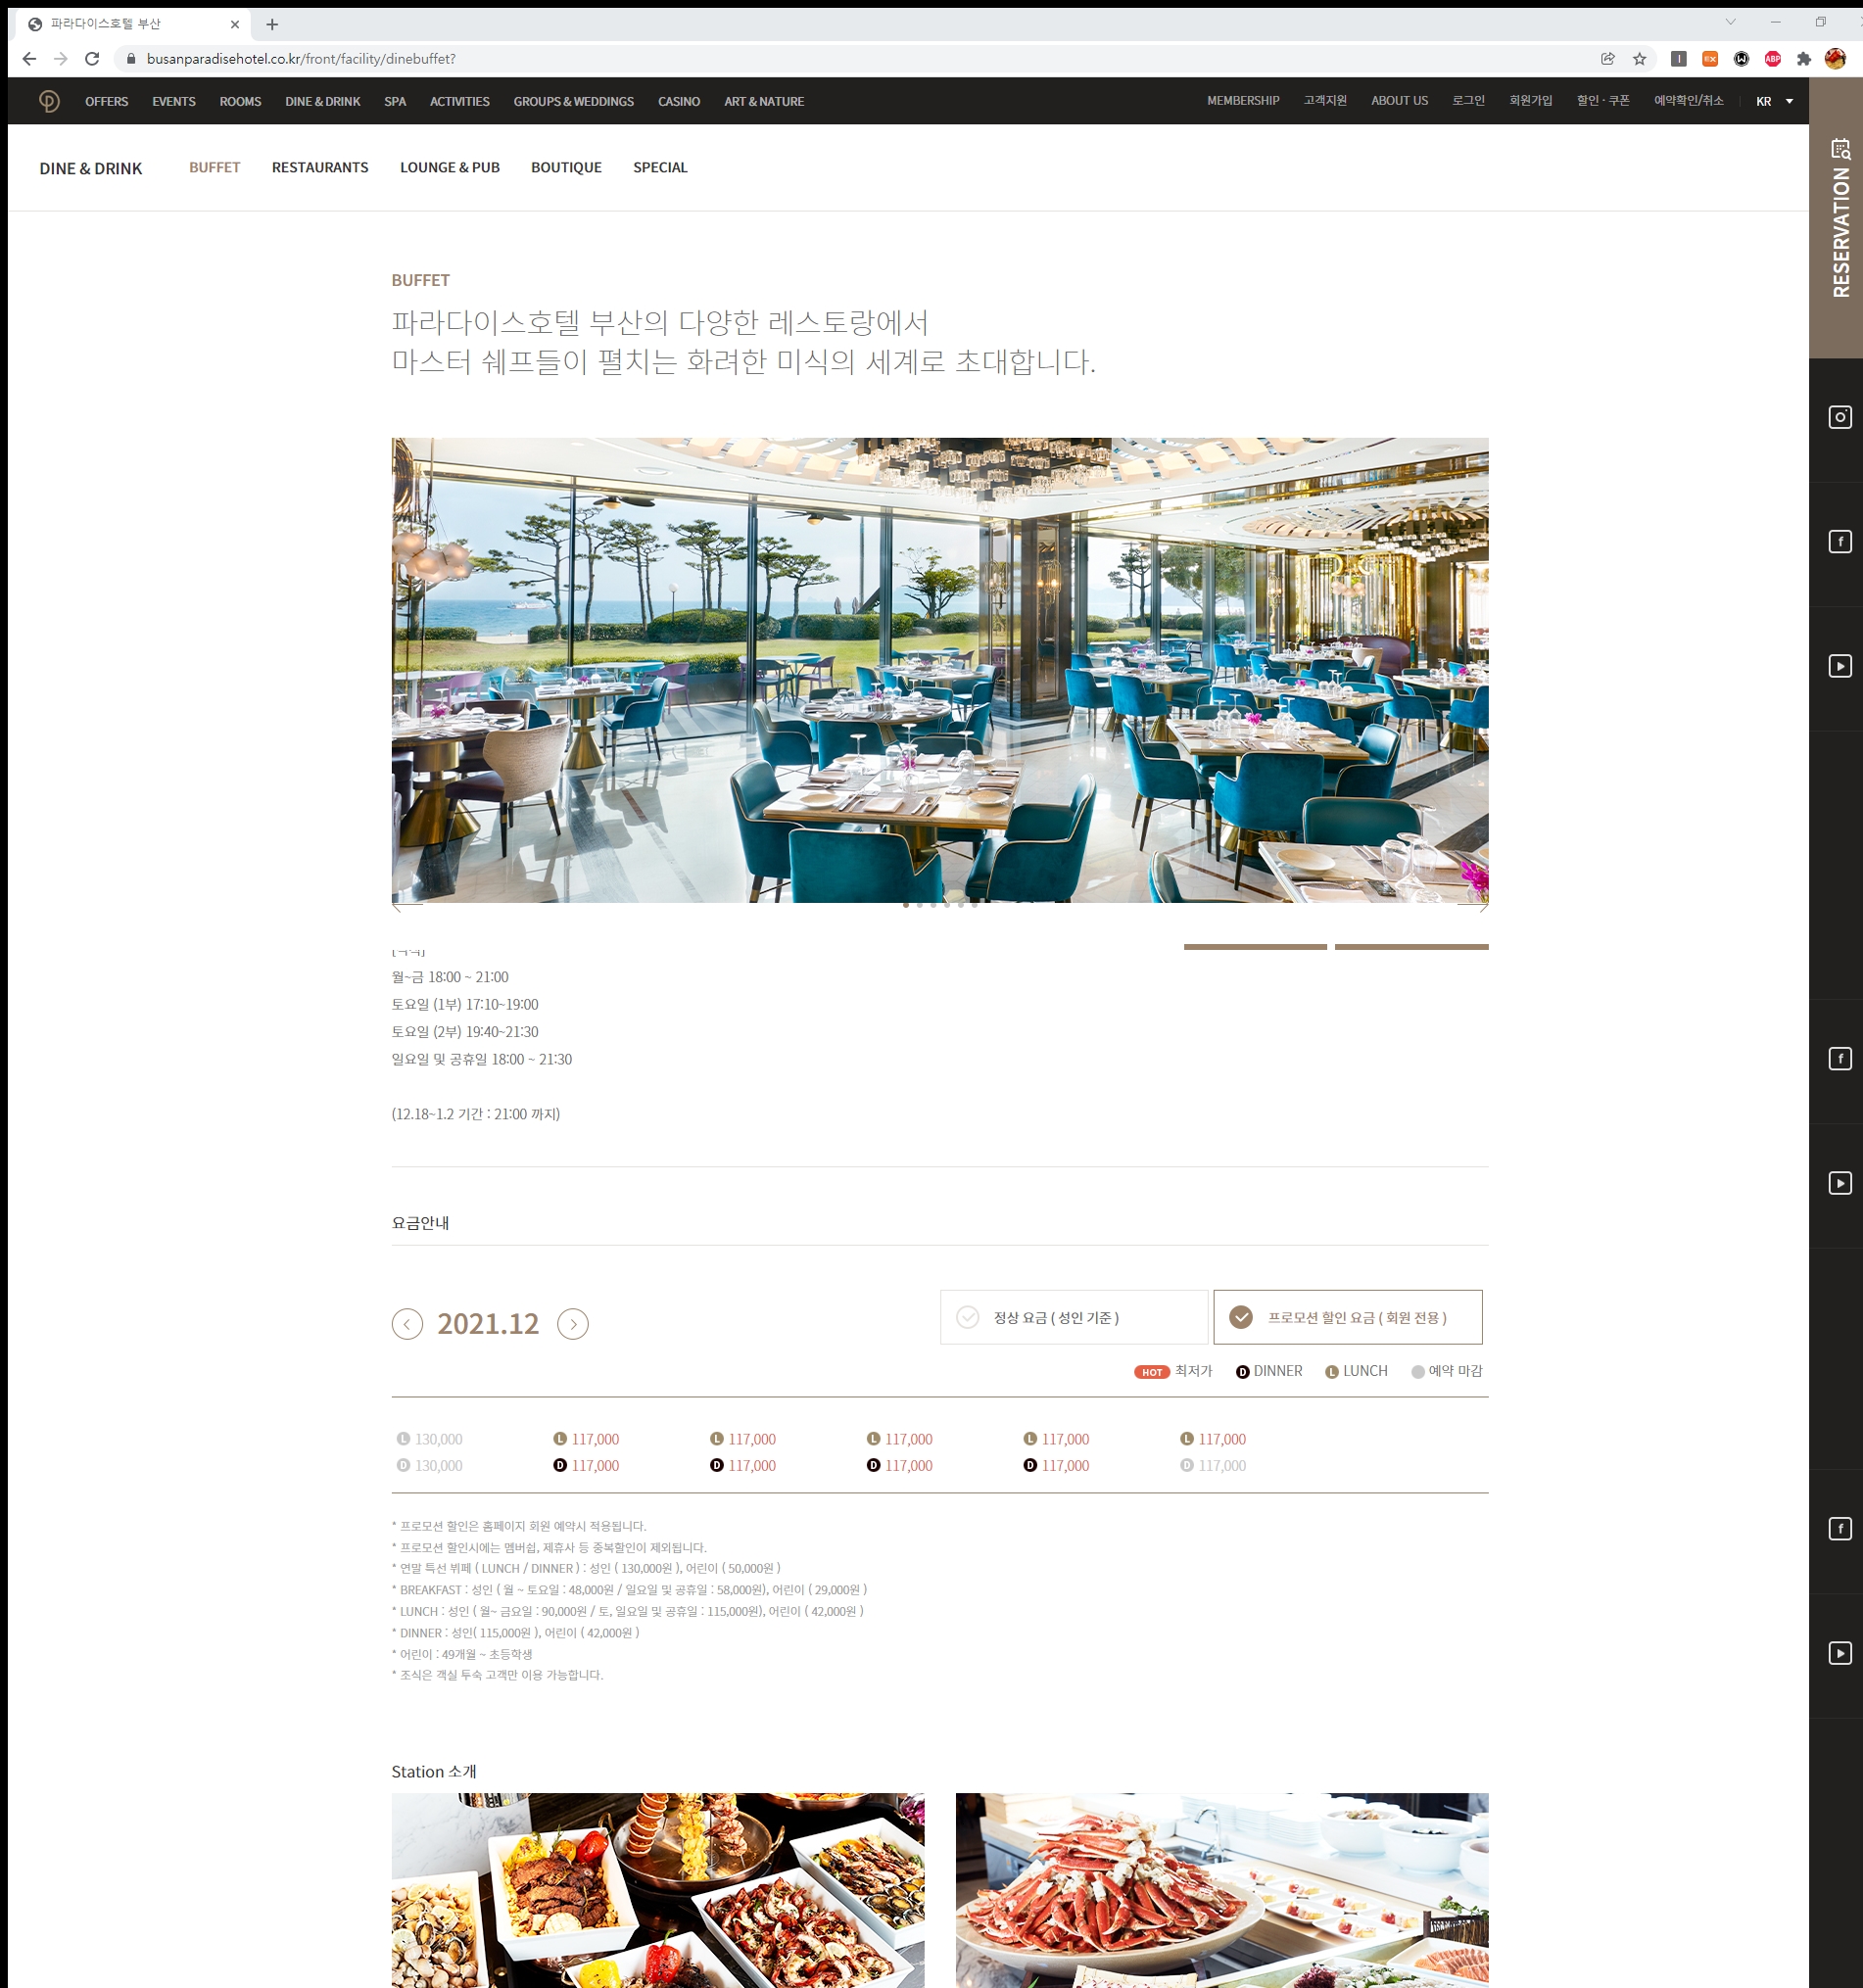 파라다이스호텔 부산
busanparadisehotel.co.kr/front/facility/dinebuffet?
ABP
OFFERS EVENTS ROOMS DINE & DRINK SPA ACTIVITIES GROUPS & WEDDINGS CASINO ART & NATURE MEMBERSHIP 고객지원 ABOUT US 로그인 회원가입 할인 · 쿠폰 예약확인/취소 KR
RESERVATION
DINE & DRINK BUFFET RESTAURANTS LOUNGE & PUB BOUTIQUE SPECIAL
BUFFET
파라다이스호텔 부산의 다양한 레스토랑에서
마스터 쉐프들이 펼치는 화려한 미식의 세계로 초대합니다.
월~금 18:00 ~ 21:00
토요일 (1부) 17:10~19:00
토요일 (2부) 19:40~21:30
일요일 및 공휴일 18:00 ~ 21:30
(12.18~1.2 기간 : 21:00 까지)
요금안내
2021.12 정상 요금 ( 성인 기준 ) 프로모션 할인 요금 ( 회원 전용 )
HOT 최저가 D DINNER L LUNCH 예약 마감
L 130,000 L 117,000 L 117,000 L 117,000 L 117,000 L 117,000
D 130,000 D 117,000 D 117,000 D 117,000 D 117,000 D 117,000
* 프로모션 할인은 홈페이지 회원 예약시 적용됩니다.
* 프로모션 할인시에는 멤버쉽, 제휴사 등 중복할인이 제외됩니다.
* 연말 특선 뷔페 ( LUNCH / DINNER ) : 성인 ( 130,000원 ), 어린이 ( 50,000원 )
* BREAKFAST : 성인 ( 월 ~ 토요일 : 48,000원 / 일요일 및 공휴일 : 58,000원), 어린이 ( 29,000원 )
* LUNCH : 성인 ( 월~ 금요일 : 90,000원 / 토, 일요일 및 공휴일 : 115,000원), 어린이 ( 42,000원 )
* DINNER : 성인( 115,000원 ), 어린이 ( 42,000원 )
* 어린이 : 49개월 ~ 초등학생
* 조식은 객실 투숙 고객만 이용 가능합니다.
Station 소개